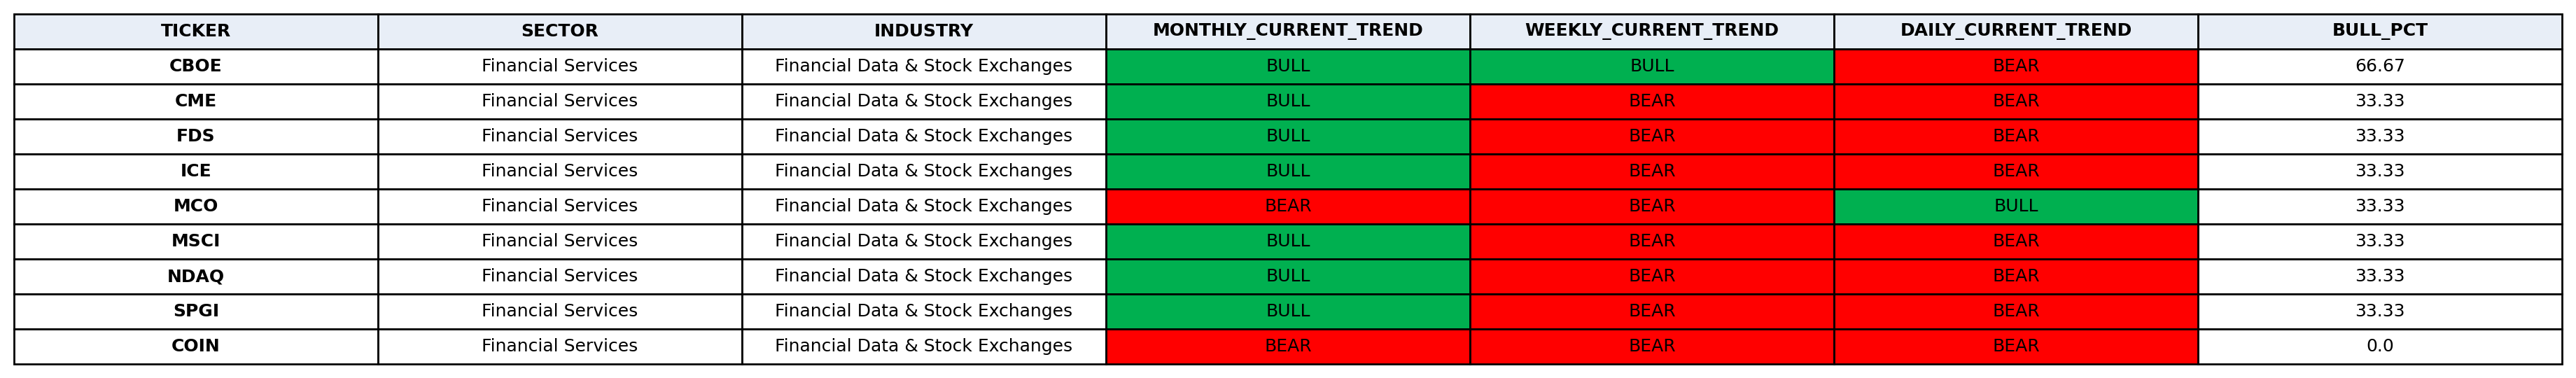 TICKER SECTOR INDUSTRY MONTHLY_CURRENT_TREND WEEKLY_CURRENT_TREND DAILY_CURRENT_TREND BULL_PCT
CBOE Financial Services Financial Data & Stock Exchanges BULL BULL BEAR 66.67
CME Financial Services Financial Data & Stock Exchanges BULL BEAR BEAR 33.33
FDS Financial Services Financial Data & Stock Exchanges BULL BEAR BEAR 33.33
ICE Financial Services Financial Data & Stock Exchanges BULL BEAR BEAR 33.33
MCO Financial Services Financial Data & Stock Exchanges BEAR BEAR BULL 33.33
MSCI Financial Services Financial Data & Stock Exchanges BULL BEAR BEAR 33.33
NDAQ Financial Services Financial Data & Stock Exchanges BULL BEAR BEAR 33.33
SPGI Financial Services Financial Data & Stock Exchanges BULL BEAR BEAR 33.33
COIN Financial Services Financial Data & Stock Exchanges BEAR BEAR BEAR 0.0